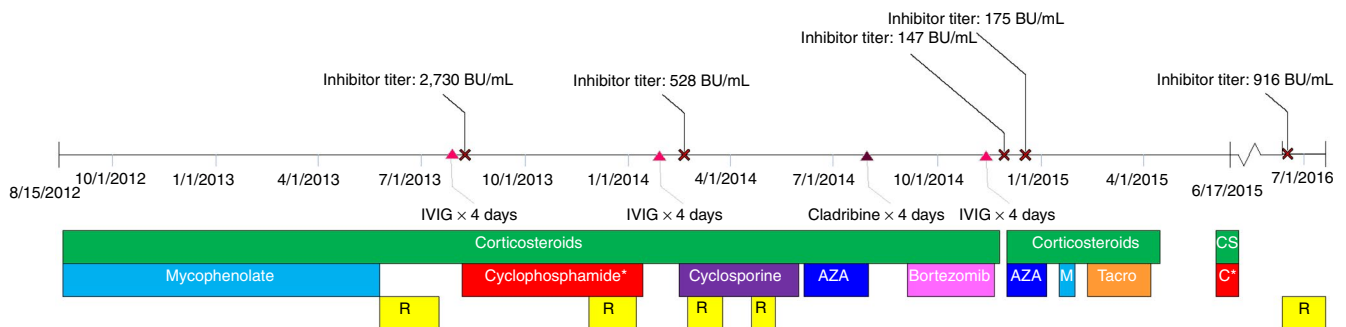 Inhibitor titer: 175 BU/mL
Inhibitor titer: 147 BU/mL
Inhibitor titer: 2,730 BU/mL
Inhibitor titer: 528 BU/mL
Inhibitor titer: 916 BU/mL
8/15/2012
10/1/2012
1/1/2013
4/1/2013
7/1/2013
10/1/2013
1/1/2014
4/1/2014
7/1/2014
10/1/2014
1/1/2015
4/1/2015
6/17/2015
7/1/2016
IVIG × 4 days
IVIG × 4 days
Cladribine × 4 days
IVIG × 4 days
Corticosteroids
Corticosteroids
CS
Mycophenolate
Cyclophosphamide*
Cyclosporine
AZA
Bortezomib
AZA
M
Tacro
C*
R
R
R
R
R